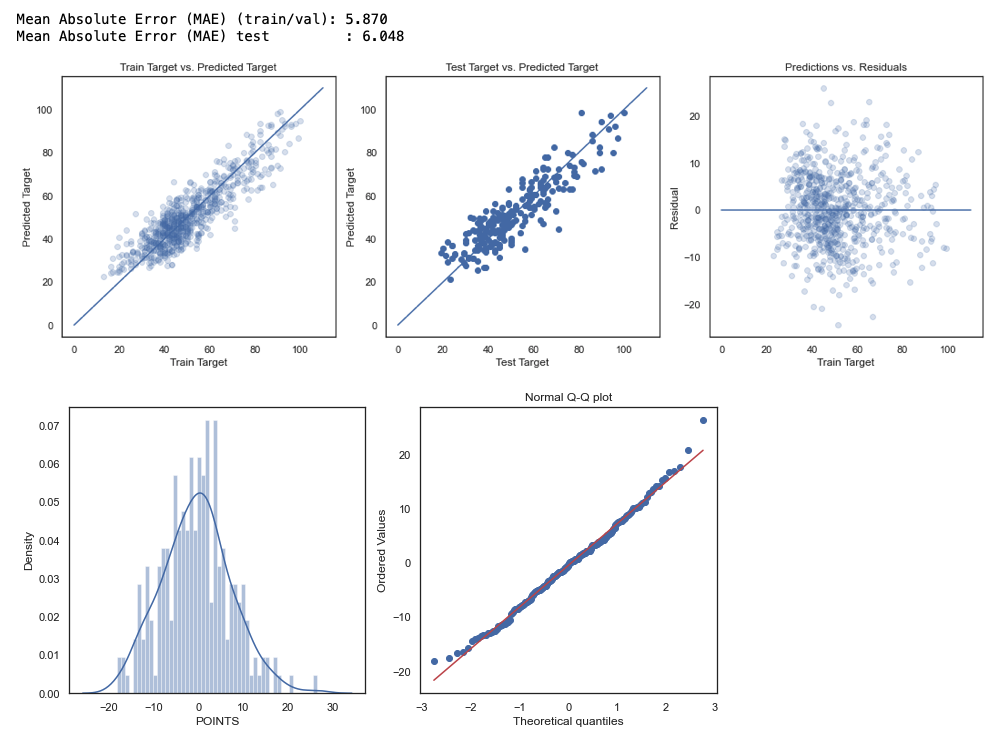 Mean Absolute Error (MAE) (train/val): 5.870
Mean Absolute Error (MAE) test         : 6.048
Train Target vs. Predicted Target
Predicted Target
100
80
60
40
20
0
0 20 40 60 80 100
Train Target
Test Target vs. Predicted Target
Predicted Target
100
80
60
40
20
0
0 20 40 60 80 100
Test Target
Predictions vs. Residuals
Residual
20
10
0
−10
−20
0 20 40 60 80 100
Train Target
Density
0.07
0.06
0.05
0.04
0.03
0.02
0.01
0.00
−20 −10 0 10 20 30
POINTS
Normal Q-Q plot
Ordered Values
20
10
0
−10
−20
−3 −2 −1 0 1 2 3
Theoretical quantiles